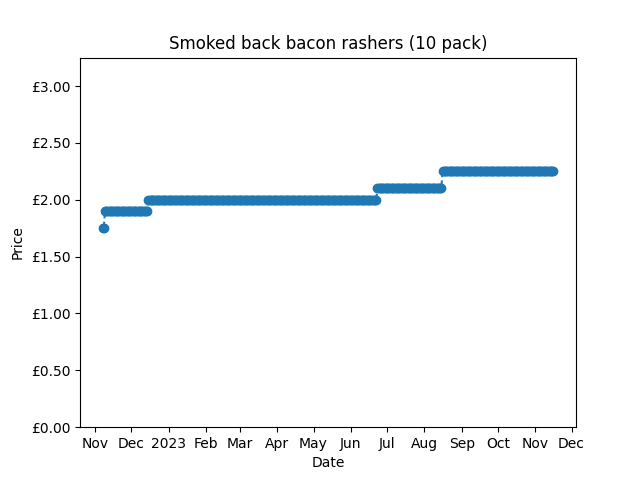 Smoked back bacon rashers (10 pack)
£3.00
£2.50
£2.00
£1.50
£1.00
£0.50
£0.00
Price
Nov Dec 2023 Feb Mar Apr May Jun Jul Aug Sep Oct Nov Dec
Date